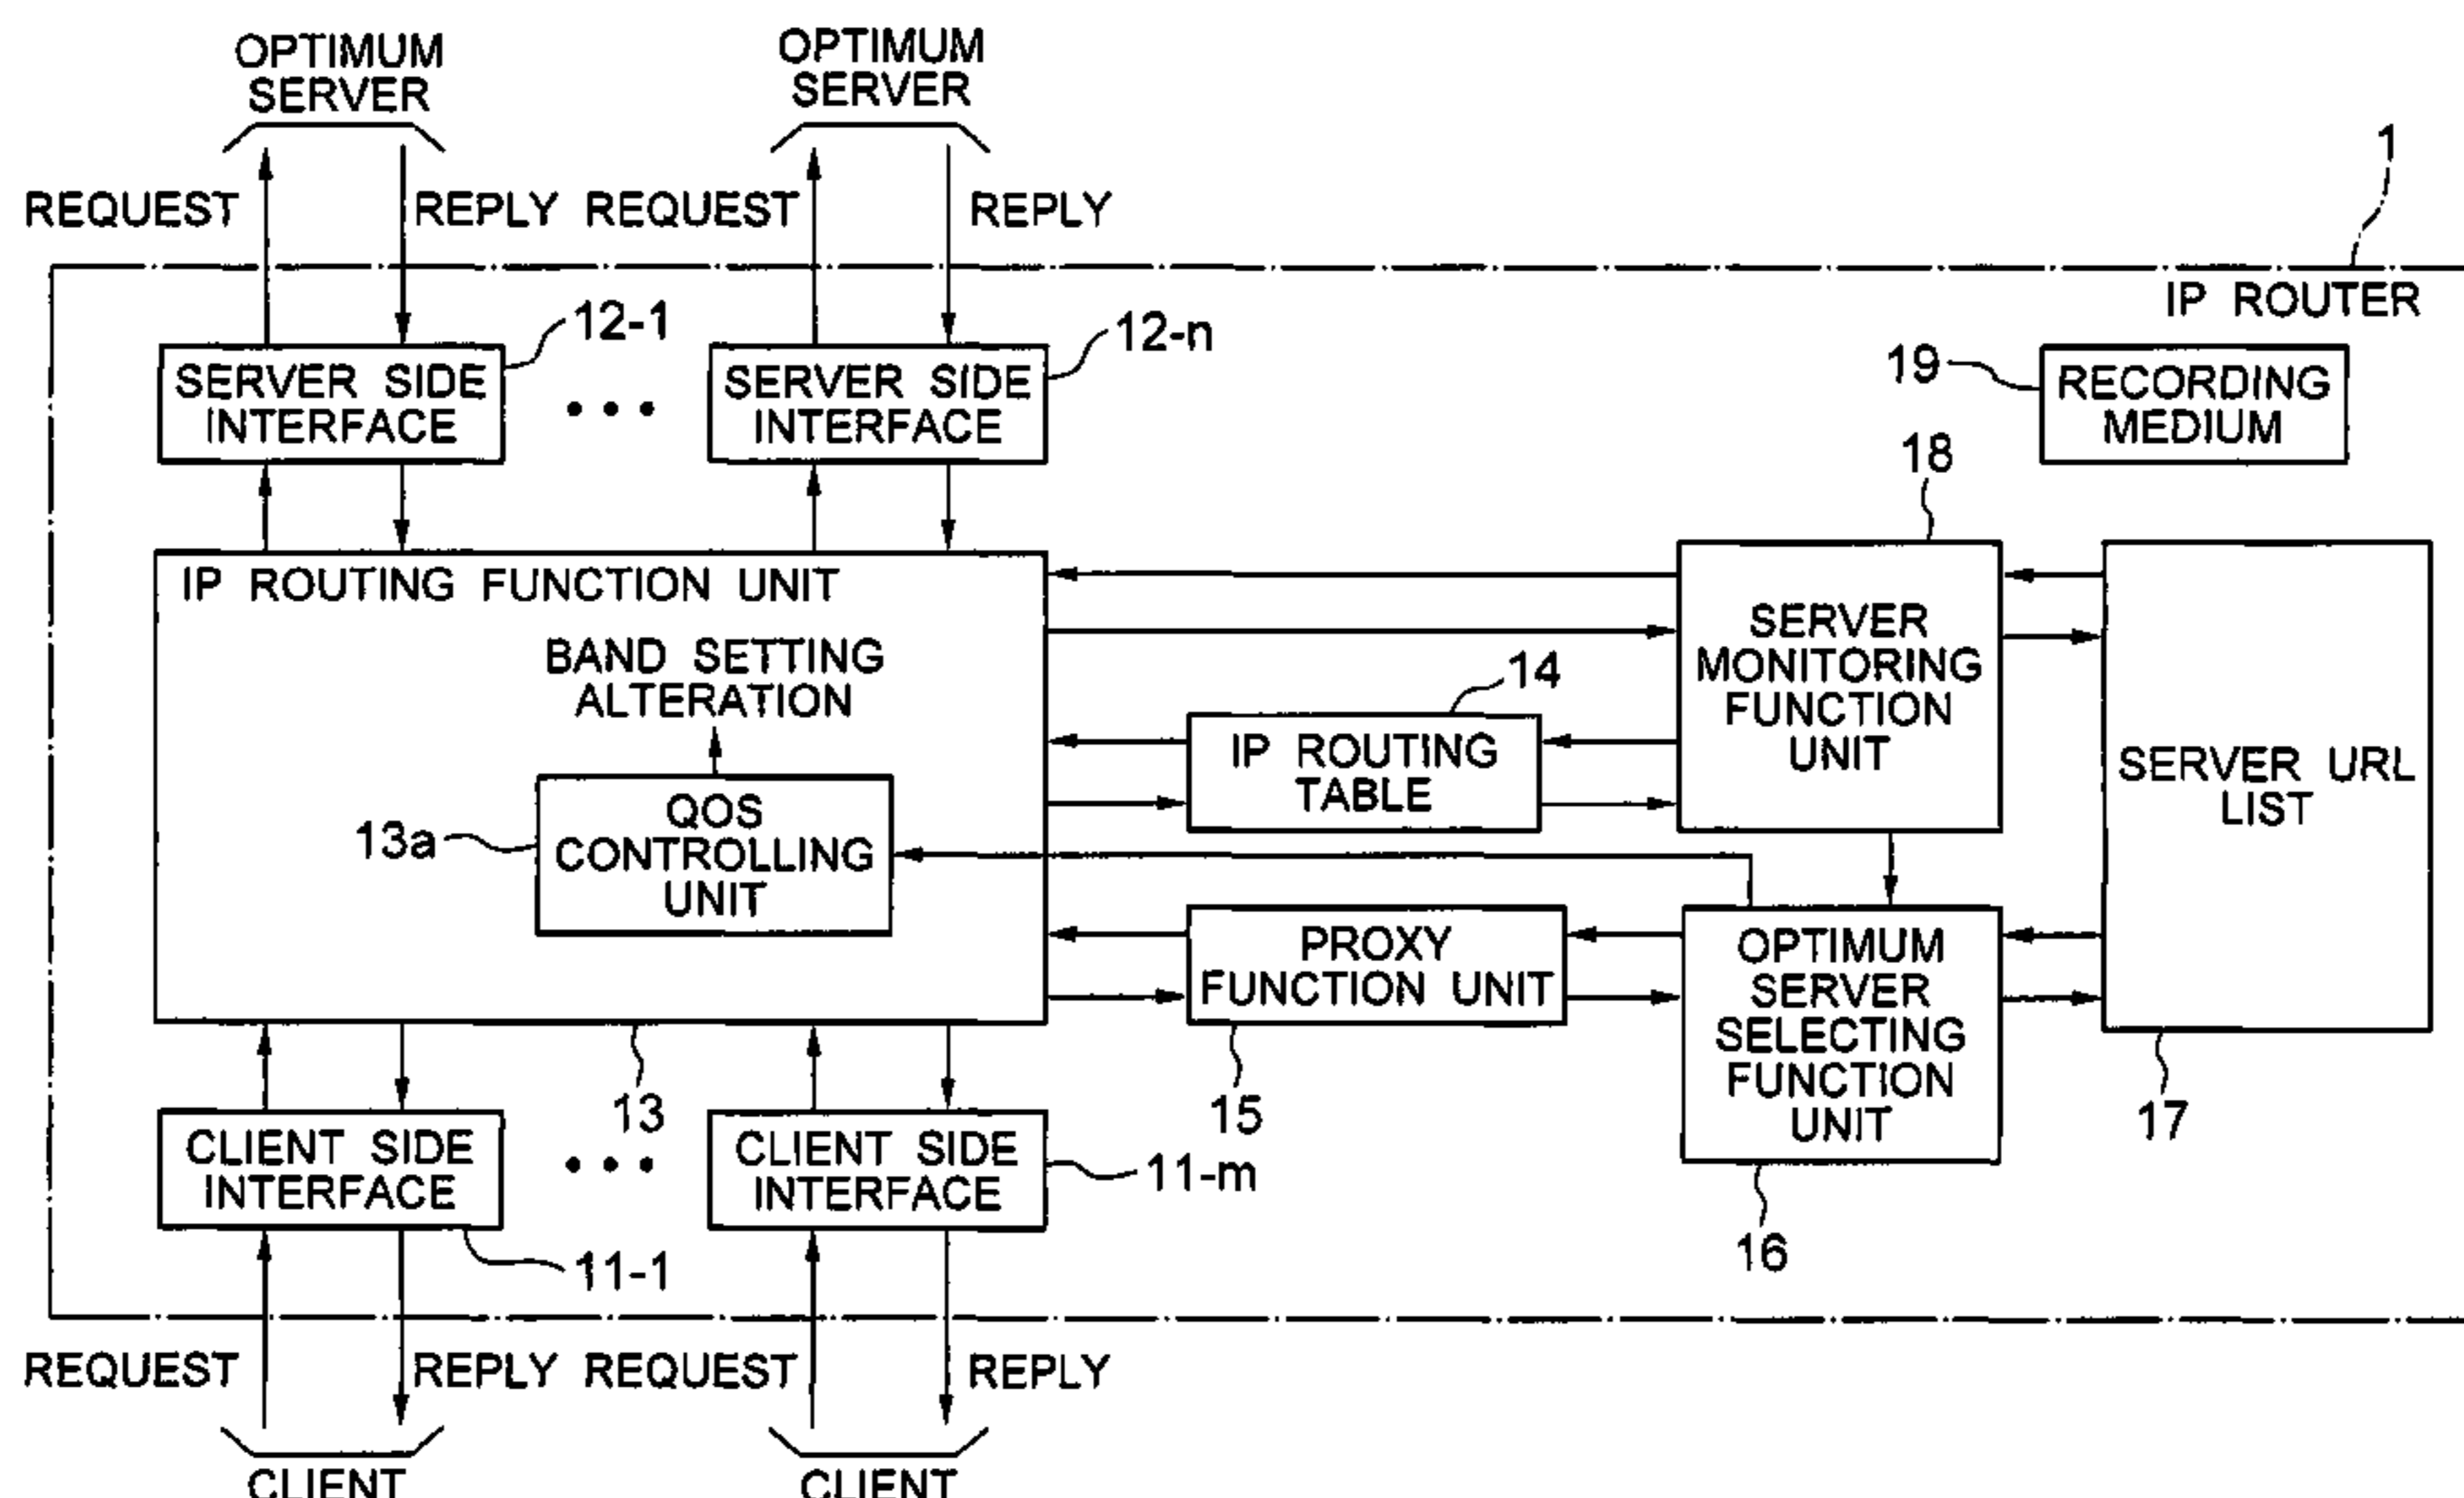 OPTIMUM
SERVER
OPTIMUM
SERVER
REQUEST
REPLY
REQUEST
REPLY
1
IP ROUTER
SERVER SIDE
INTERFACE
12-1
SERVER SIDE
INTERFACE
12-n
19
RECORDING
MEDIUM
18
IP ROUTING FUNCTION UNIT
BAND SETTING
ALTERATION
QOS
CONTROLLING
UNIT
13a
14
IP ROUTING
TABLE
SERVER
MONITORING
FUNCTION
UNIT
SERVER URL
LIST
PROXY
FUNCTION UNIT
OPTIMUM
SERVER
SELECTING
FUNCTION
UNIT
13
15
17
16
CLIENT SIDE
INTERFACE
CLIENT SIDE
INTERFACE
11-m
11-1
REQUEST
REPLY
REQUEST
REPLY
CLIENT
CLIENT